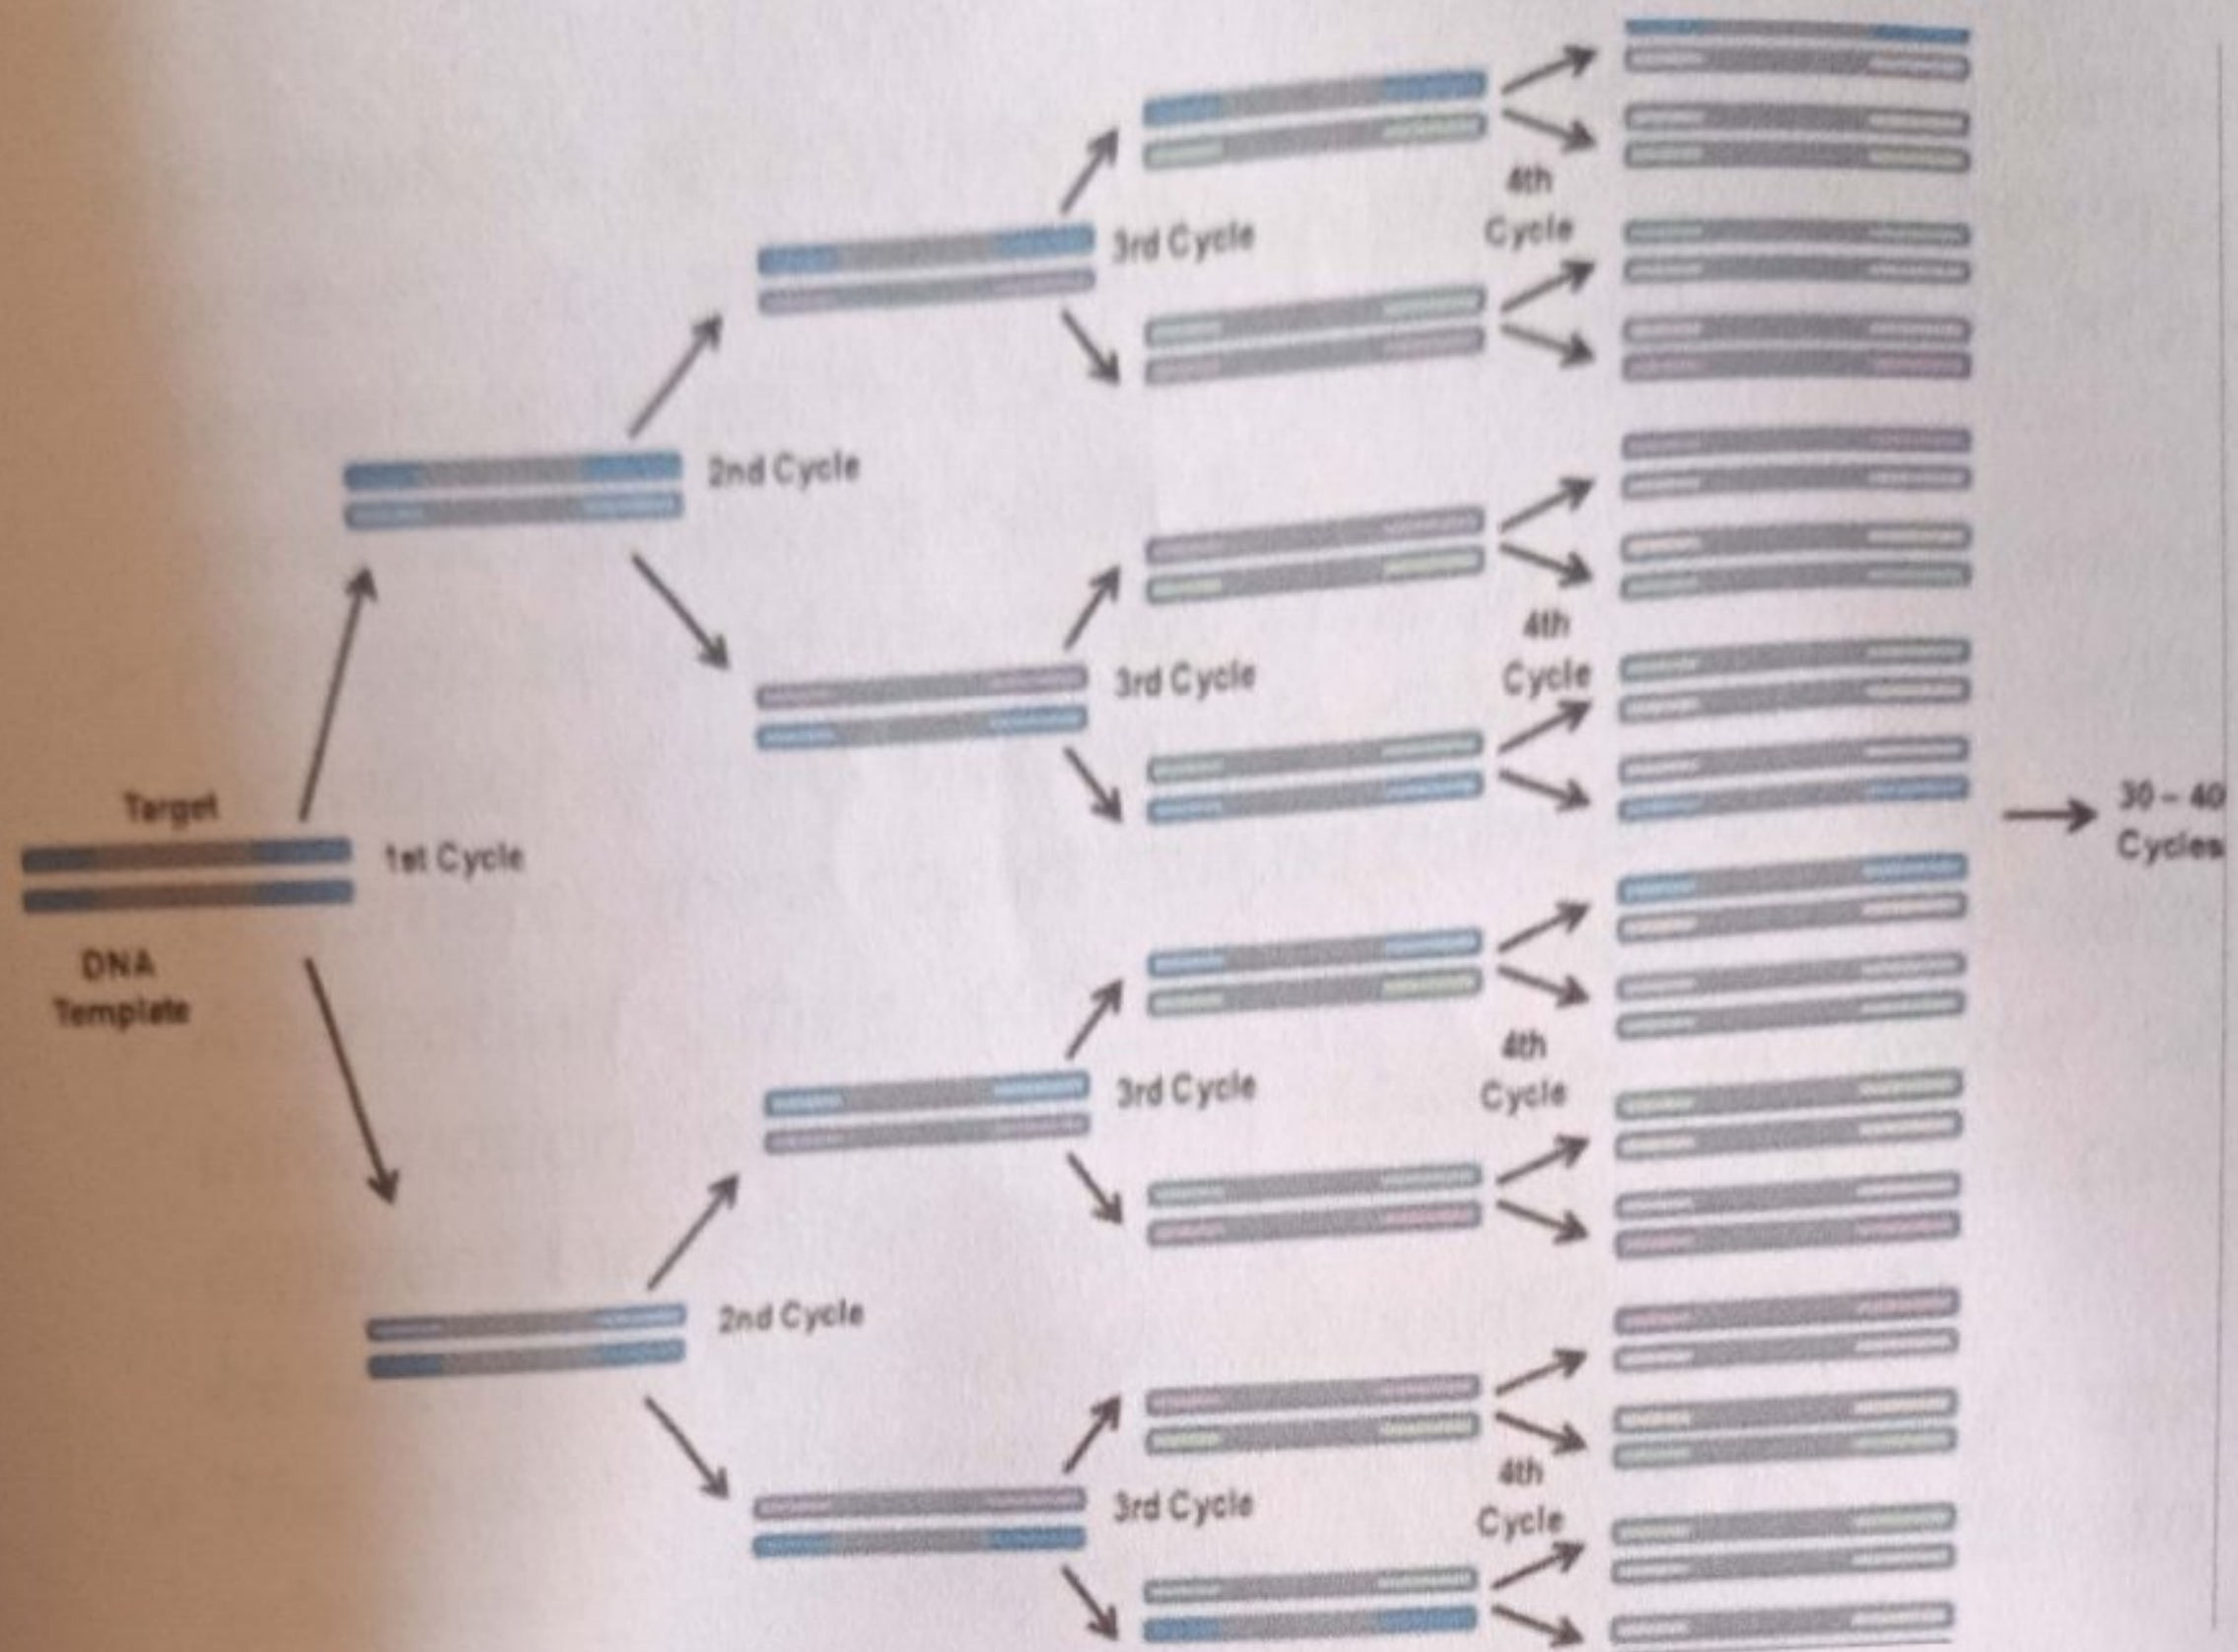 Target
DNA
Template
1st Cycle
2nd Cycle
2nd Cycle
3rd Cycle
3rd Cycle
3rd Cycle
3rd Cycle
4th
Cycle
4th
Cycle
4th
Cycle
4th
Cycle
30 – 40
Cycles